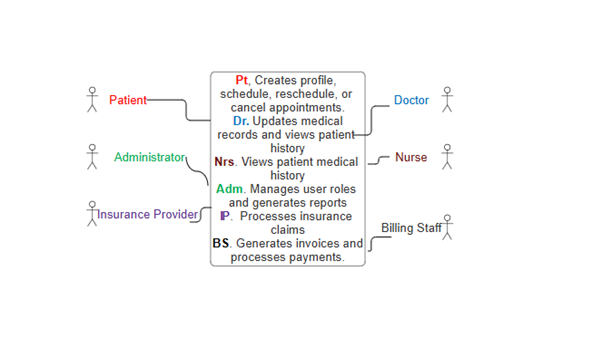 Patient
Administrator
Insurance Provider
Pt, Creates profile,
schedule, reschedule, or
cancel appointments.
Dr. Updates medical
records and views patient
history
Nrs. Views patient medical
history
Adm. Manages user roles
and generates reports
IP.  Processes insurance
claims
BS. Generates invoices and
processes payments.
Doctor
Nurse
Billing Staff